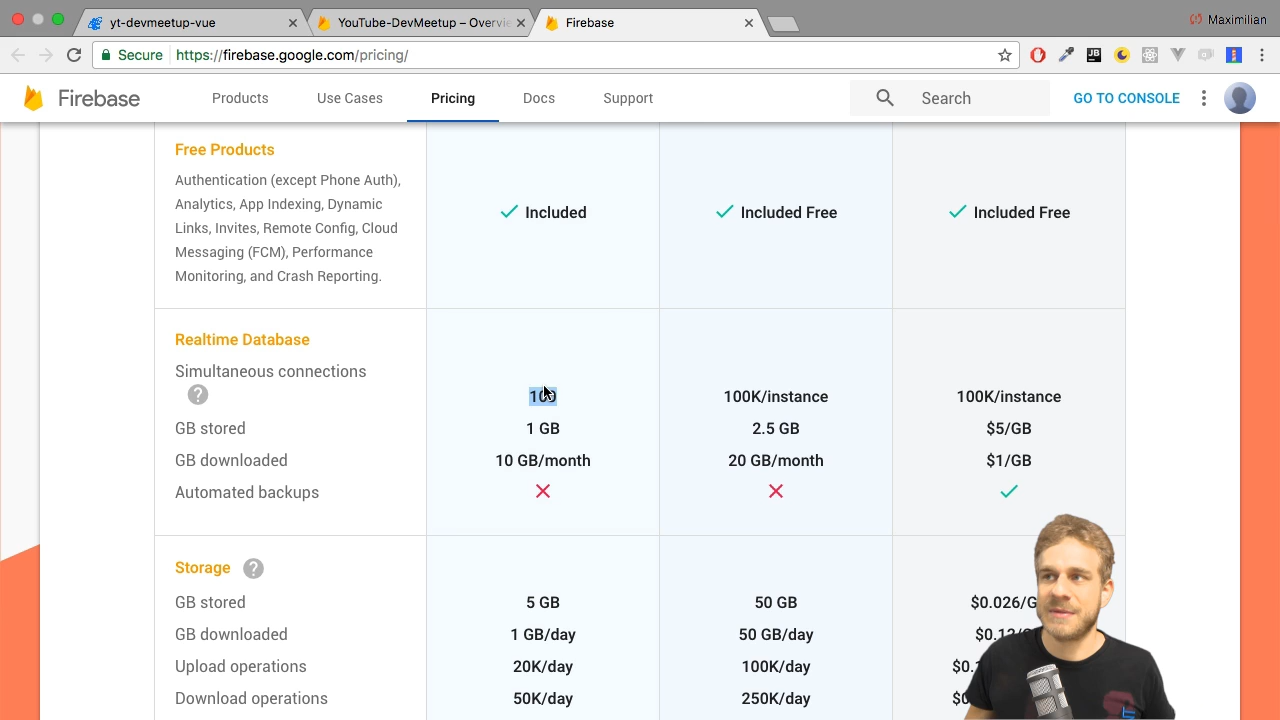 yt-devmeetup-vue
YouTube-DevMeetup – Overvie
Firebase
Maximilian
Secure
https://firebase.google.com/pricing/
JB
Firebase
Products
Use Cases
Pricing
Docs
Support
Search
GO TO CONSOLE
Free Products
Authentication (except Phone Auth),
Analytics, App Indexing, Dynamic
Links, Invites, Remote Config, Cloud
Messaging (FCM), Performance
Monitoring, and Crash Reporting.
Included
Included Free
Included Free
Realtime Database
Simultaneous connections
?
100
100K/instance
100K/instance
GB stored
1 GB
2.5 GB
$5/GB
GB downloaded
10 GB/month
20 GB/month
$1/GB
Automated backups
Storage ?
GB stored
5 GB
50 GB
$0.026/G
GB downloaded
1 GB/day
50 GB/day
Upload operations
20K/day
100K/day
Download operations
50K/day
250K/day